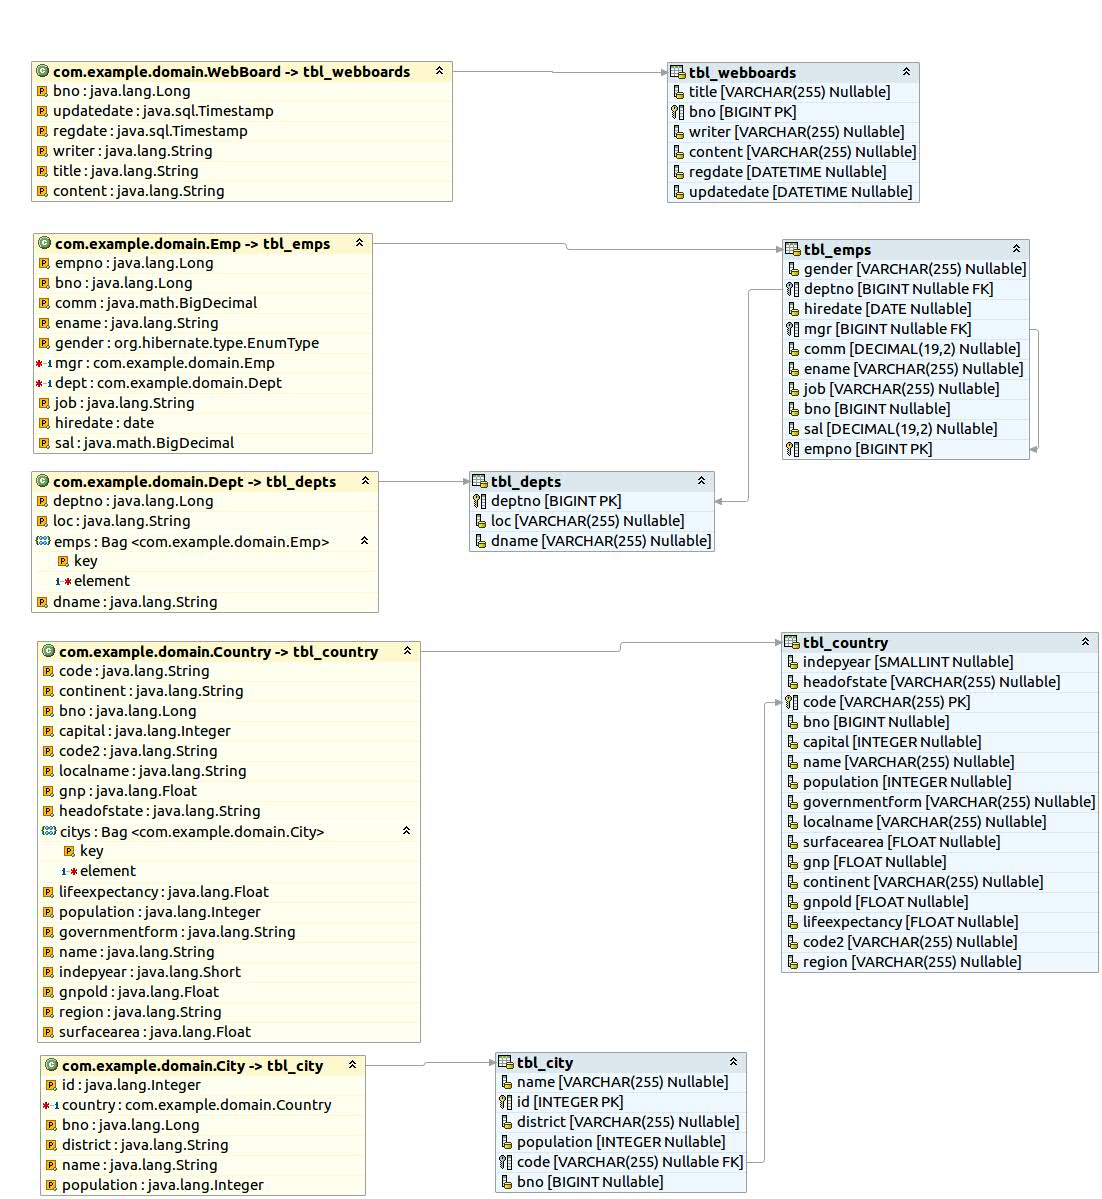 com.example.domain.WebBoard -> tbl_webboards
bno : java.lang.Long
updatedate : java.sql.Timestamp
regdate : java.sql.Timestamp
writer : java.lang.String
title : java.lang.String
content : java.lang.String
tbl_webboards
title [VARCHAR(255) Nullable]
bno [BIGINT PK]
writer [VARCHAR(255) Nullable]
content [VARCHAR(255) Nullable]
regdate [DATETIME Nullable]
updatedate [DATETIME Nullable]
com.example.domain.Emp -> tbl_emps
empno : java.lang.Long
bno : java.lang.Long
comm : java.math.BigDecimal
ename : java.lang.String
gender : org.hibernate.type.EnumType
mgr : com.example.domain.Emp
dept : com.example.domain.Dept
job : java.lang.String
hiredate : date
sal : java.math.BigDecimal
tbl_emps
gender [VARCHAR(255) Nullable]
deptno [BIGINT Nullable FK]
hiredate [DATE Nullable]
mgr [BIGINT Nullable FK]
comm [DECIMAL(19,2) Nullable]
ename [VARCHAR(255) Nullable]
job [VARCHAR(255) Nullable]
bno [BIGINT Nullable]
sal [DECIMAL(19,2) Nullable]
empno [BIGINT PK]
com.example.domain.Dept -> tbl_depts
deptno : java.lang.Long
loc : java.lang.String
emps : Bag <com.example.domain.Emp>
key
element
dname : java.lang.String
tbl_depts
deptno [BIGINT PK]
loc [VARCHAR(255) Nullable]
dname [VARCHAR(255) Nullable]
com.example.domain.Country -> tbl_country
code : java.lang.String
continent : java.lang.String
bno : java.lang.Long
capital : java.lang.Integer
code2 : java.lang.String
localname : java.lang.String
gnp : java.lang.Float
headofstate : java.lang.String
citys : Bag <com.example.domain.City>
key
element
lifeexpectancy : java.lang.Float
population : java.lang.Integer
governmentform : java.lang.String
name : java.lang.String
indepyear : java.lang.Short
gnpold : java.lang.Float
region : java.lang.String
surfacearea : java.lang.Float
tbl_country
indepyear [SMALLINT Nullable]
headofstate [VARCHAR(255) Nullable]
code [VARCHAR(255) PK]
bno [BIGINT Nullable]
capital [INTEGER Nullable]
name [VARCHAR(255) Nullable]
population [INTEGER Nullable]
governmentform [VARCHAR(255) Nullable]
localname [VARCHAR(255) Nullable]
surfacearea [FLOAT Nullable]
gnp [FLOAT Nullable]
continent [VARCHAR(255) Nullable]
gnpold [FLOAT Nullable]
lifeexpectancy [FLOAT Nullable]
code2 [VARCHAR(255) Nullable]
region [VARCHAR(255) Nullable]
com.example.domain.City -> tbl_city
id : java.lang.Integer
country : com.example.domain.Country
bno : java.lang.Long
district : java.lang.String
name : java.lang.String
population : java.lang.Integer
tbl_city
name [VARCHAR(255) Nullable]
id [INTEGER PK]
district [VARCHAR(255) Nullable]
population [INTEGER Nullable]
code [VARCHAR(255) Nullable FK]
bno [BIGINT Nullable]